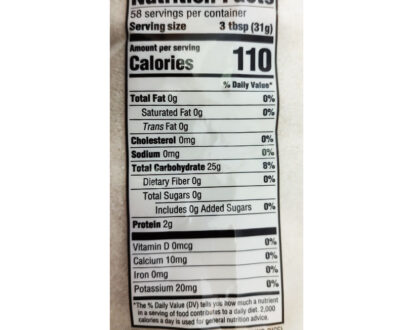 Nutrition Facts
58 servings per container
Serving size 3 tbsp (31g)
Amount per serving
Calories 110
% Daily Value*
Total Fat 0g 0%
Saturated Fat 0g 0%
Trans Fat 0g
Cholesterol 0mg 0%
Sodium 0mg 0%
Total Carbohydrate 25g 8%
Dietary Fiber 0g 0%
Total Sugars 0g
Includes 0g Added Sugars 0%
Protein 2g
Vitamin D 0mcg 0%
Calcium 10mg 0%
Iron 0mg 0%
Potassium 20mg 0%
*The % Daily Value (DV) tells you how much a nutrient
in a serving of food contributes to a daily diet. 2,000
calories a day is used for general nutrition advice.